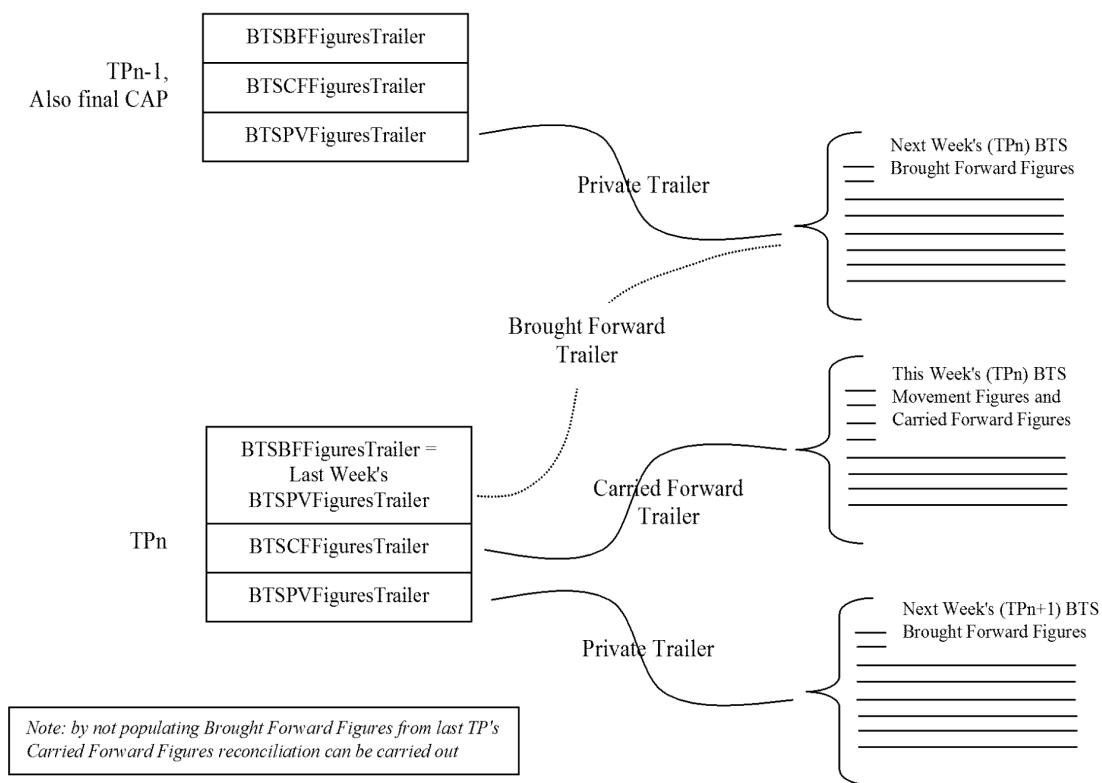 BTSBFFiguresTrailer
TPn-1,
Also final CAP
BTSCFFiguresTrailer
BTSPVFiguresTrailer
Private Trailer
Next Week's (TPn) BTS
Brought Forward Figures
Brought Forward
Trailer
This Week's (TPn) BTS
Movement Figures and
Carried Forward Figures
BTSBFFiguresTrailer =
Last Week's
BTSPVFiguresTrailer
Carried Forward
Trailer
TPn
BTSCFFiguresTrailer
BTSPVFiguresTrailer
Private Trailer
Next Week's (TPn+1) BTS
Brought Forward Figures
Note: by not populating Brought Forward Figures from last TP's
Carried Forward Figures reconciliation can be carried out